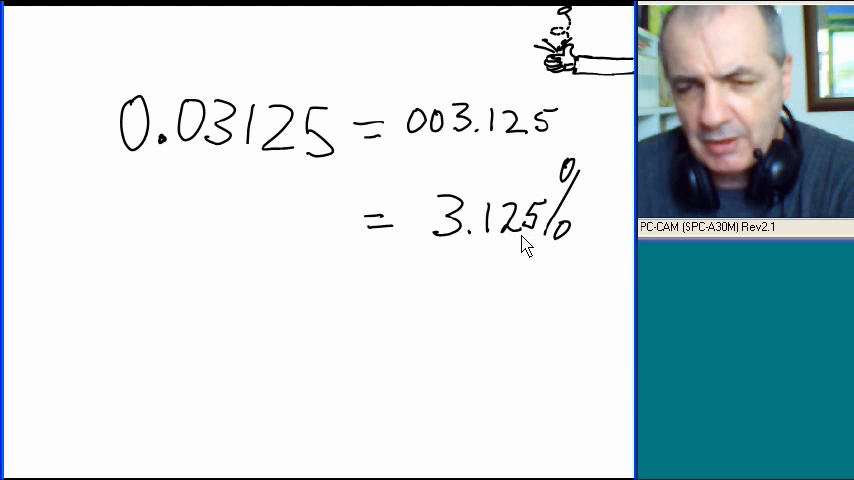 0.03125 = 003.125
= 3.125%
PC-CAM (SPC-A30M) Rev2.1